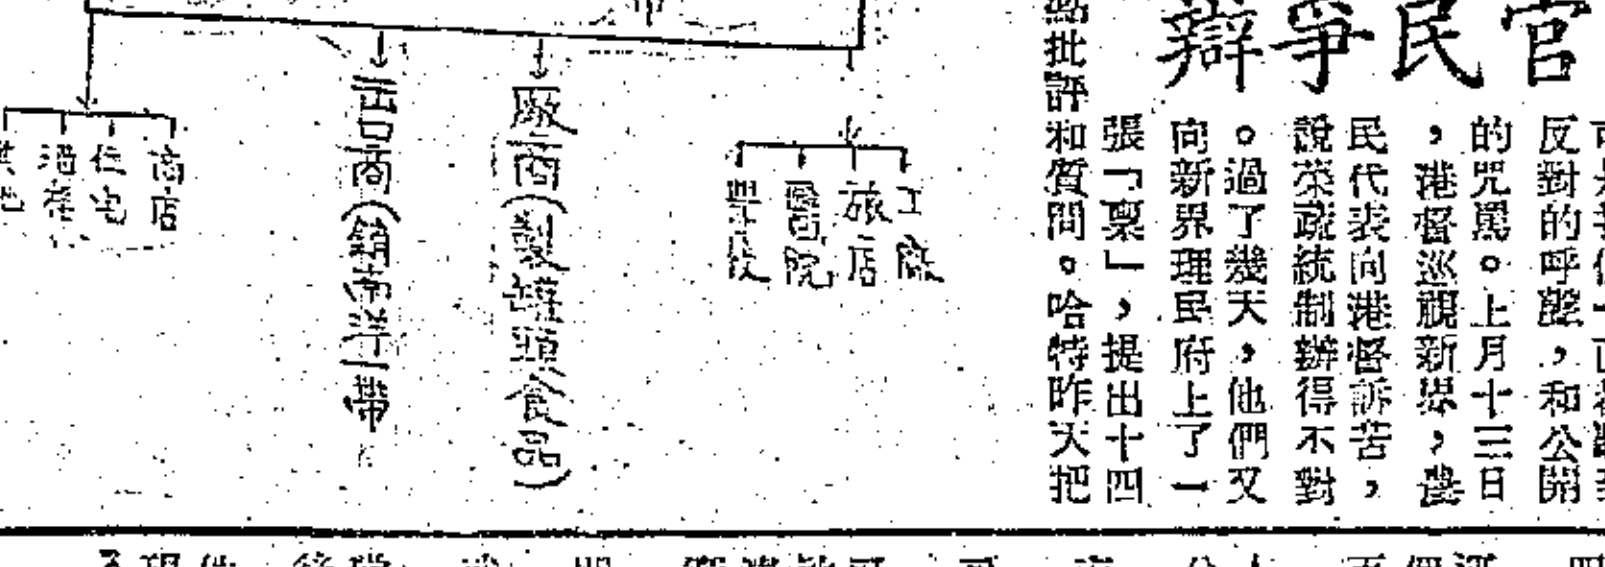 官民爭辯
反對的呼聲，和公開
的咒罵。上月十三日
，港督巡視新界，農
民代表向港督訴苦，
說菜蔬統制辦得不對
。過了幾天，他們又
向新界理民府上了一
張「稟」，提出十四
點批評和質問。哈特昨天把
工廠
旅店
醫院
學校
廠商（製罐頭食品）
出口商（銷南洋一帶
商店
住宅
酒樓